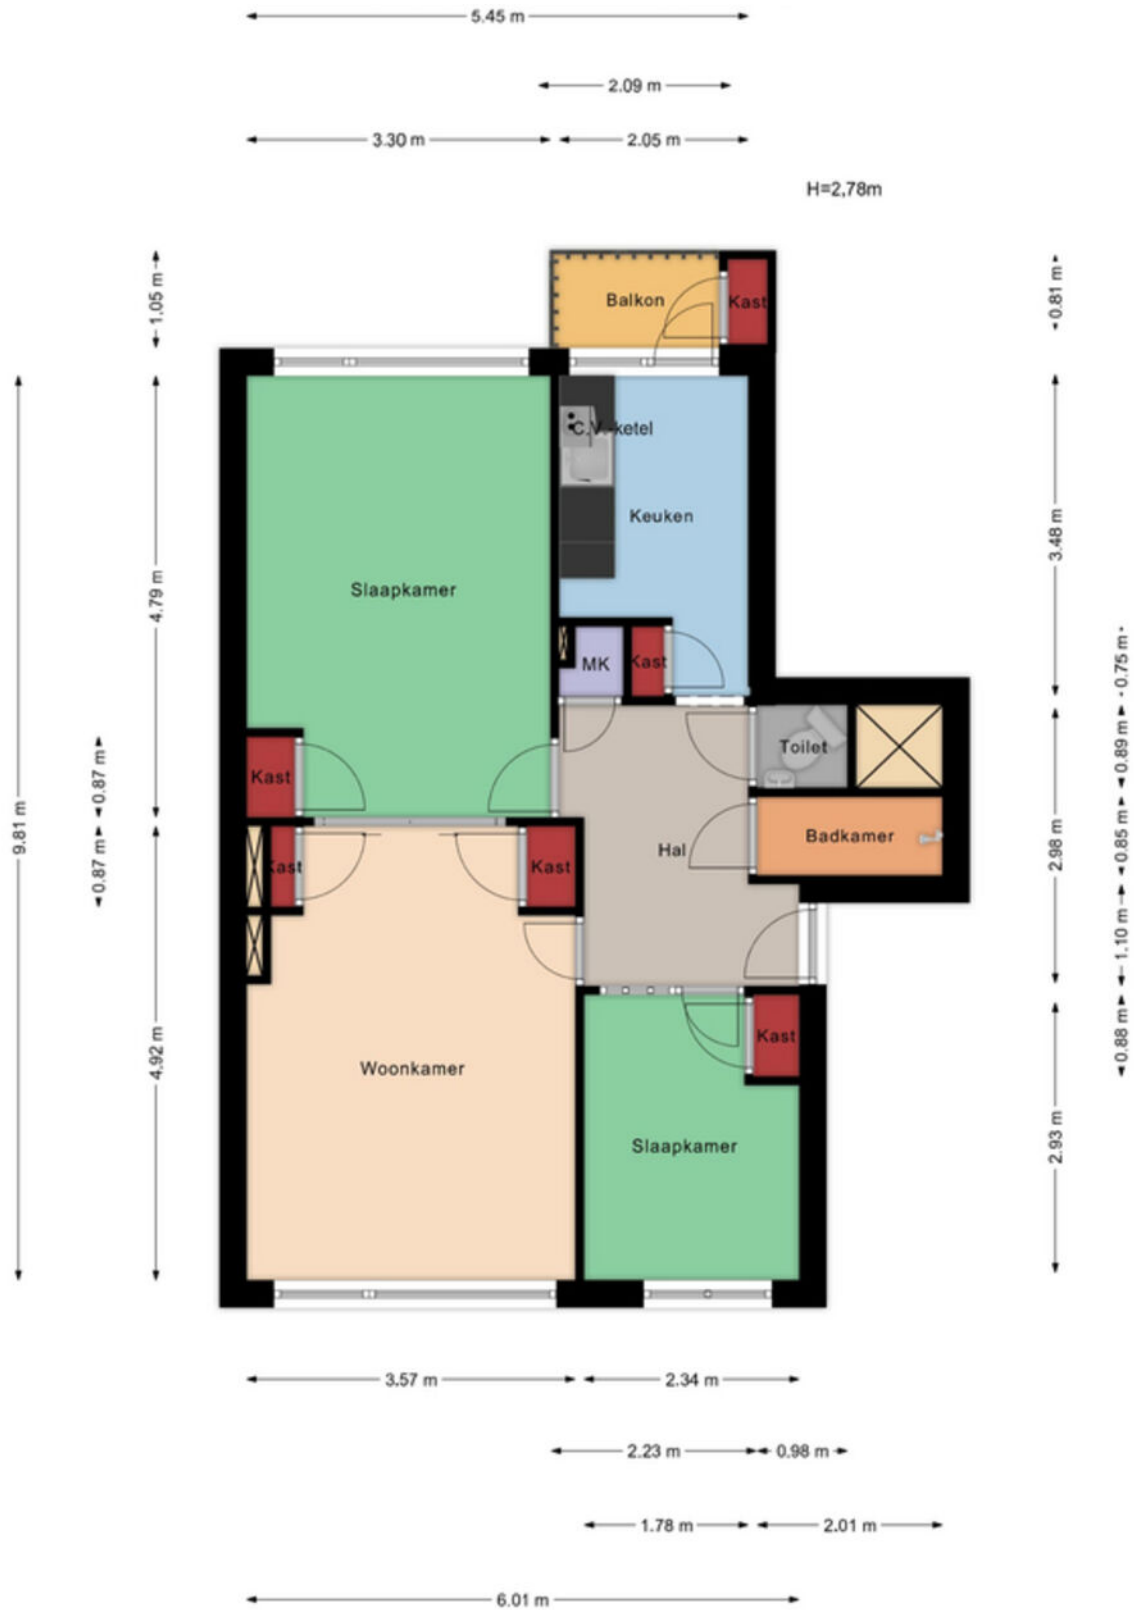 5.45 m
2.09 m
3.30 m
2.05 m
H=2,78m
1.05 m
Balkon
Kast
0.81 m
C.V.-ketel
Keuken
3.48 m
Slaapkamer
4.79 m
MK
Kast
0.75 m
Toilet
0.89 m
Kast
0.87 m
9.81 m
Hal
Badkamer
0.85 m
2.98 m
Kast
Kast
0.87 m
1.10 m
Woonkamer
4.92 m
Kast
0.88 m
Slaapkamer
2.93 m
3.57 m
2.34 m
2.23 m
0.98 m
1.78 m
2.01 m
6.01 m